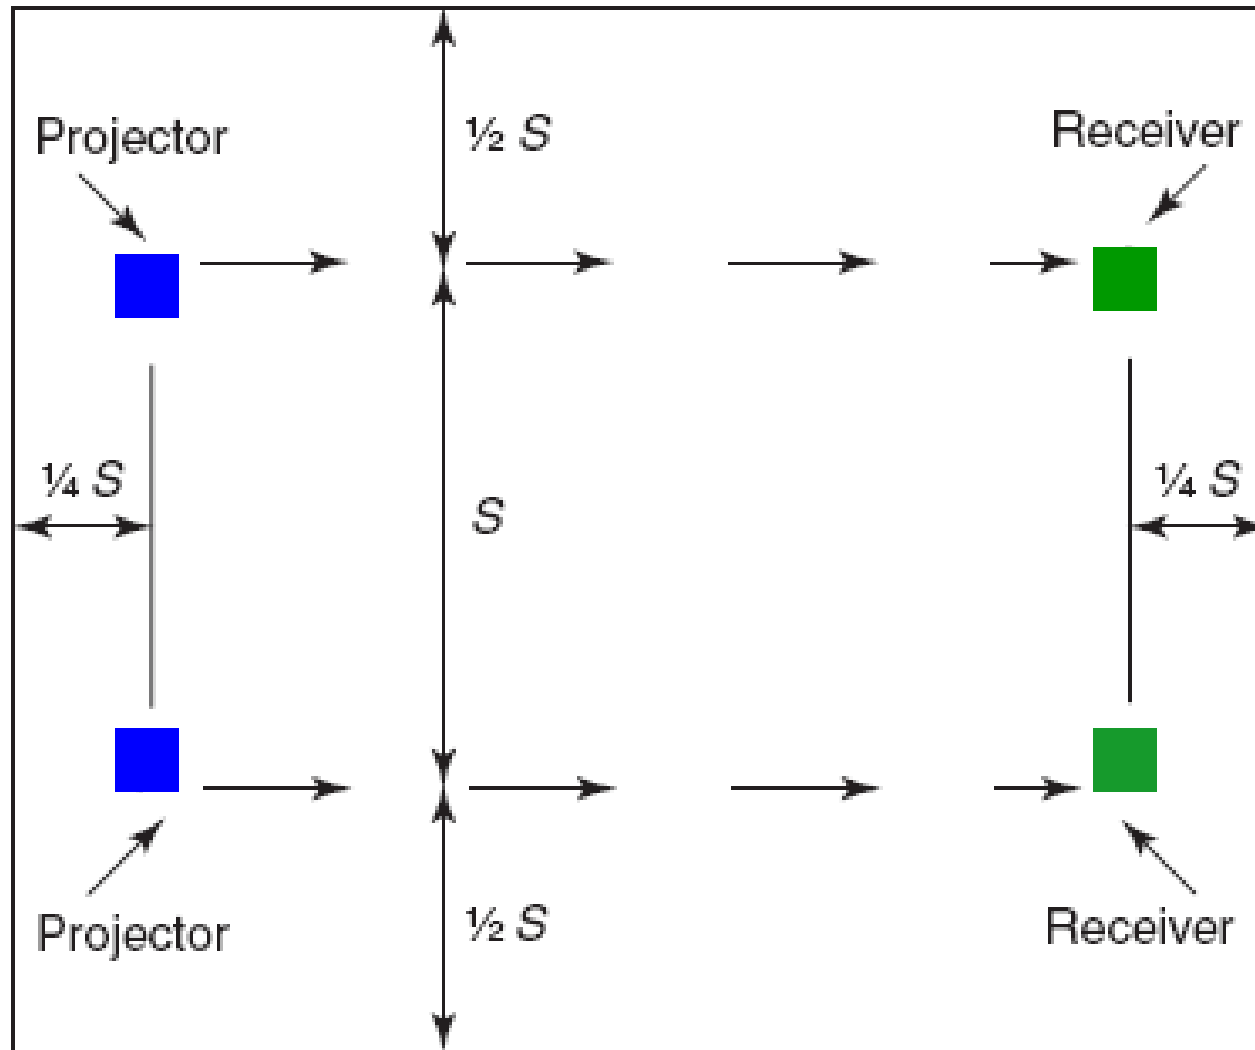 Projector
½ S
Receiver
¼ S
S
¼ S
Projector
½ S
Receiver